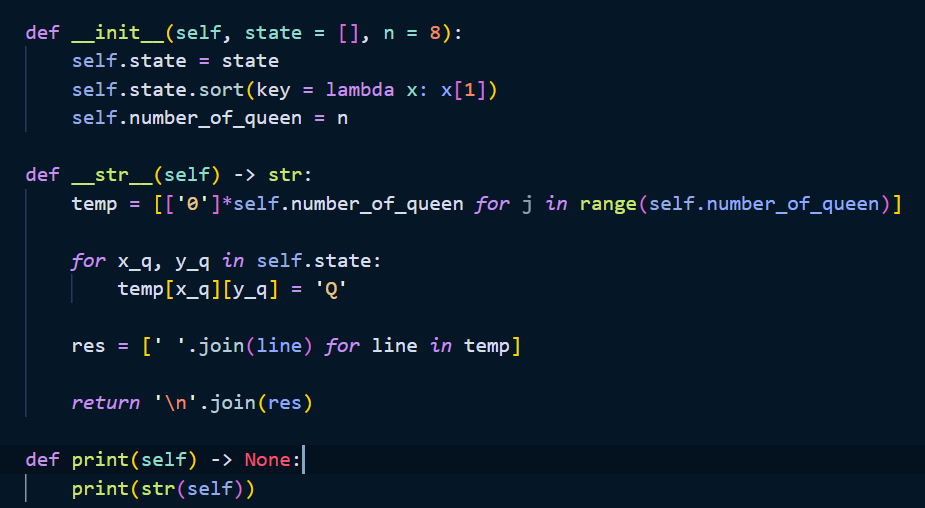 def __init__(self, state = [], n = 8):
    self.state = state
    self.state.sort(key = lambda x: x[1])
    self.number_of_queen = n

def __str__(self) -> str:
    temp = [['0']*self.number_of_queen for j in range(self.number_of_queen)]

    for x_q, y_q in self.state:
        temp[x_q][y_q] = 'Q'

    res = [' '.join(line) for line in temp]

    return '\n'.join(res)

def print(self) -> None:
    print(str(self))